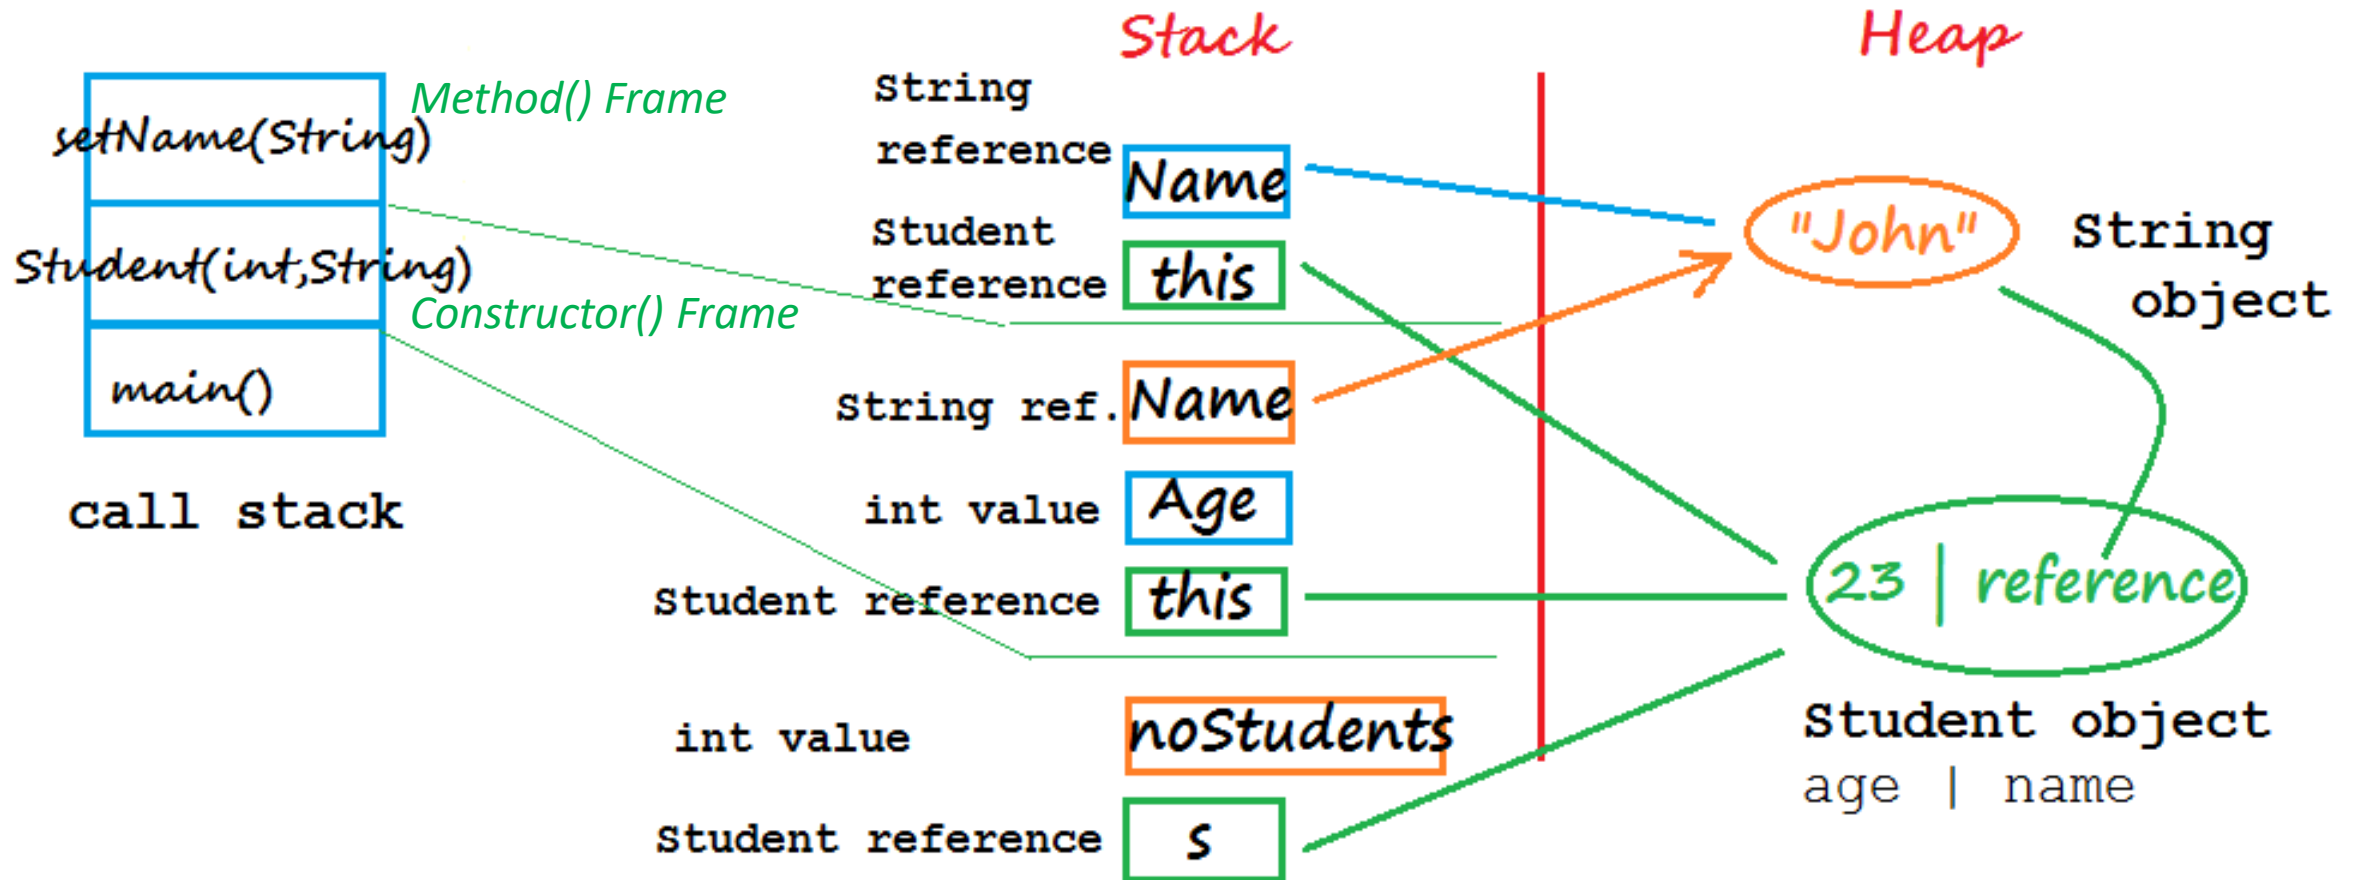 Stack
Heap
Method() Frame
setName(String)
Student(int,String)
Constructor() Frame
main()
call stack
String
reference
Name
Student
reference
this
String ref.
Name
int value
Age
Student reference
this
int value
noStudents
Student reference
s
"John"
String
object
23 | reference
Student object
age | name